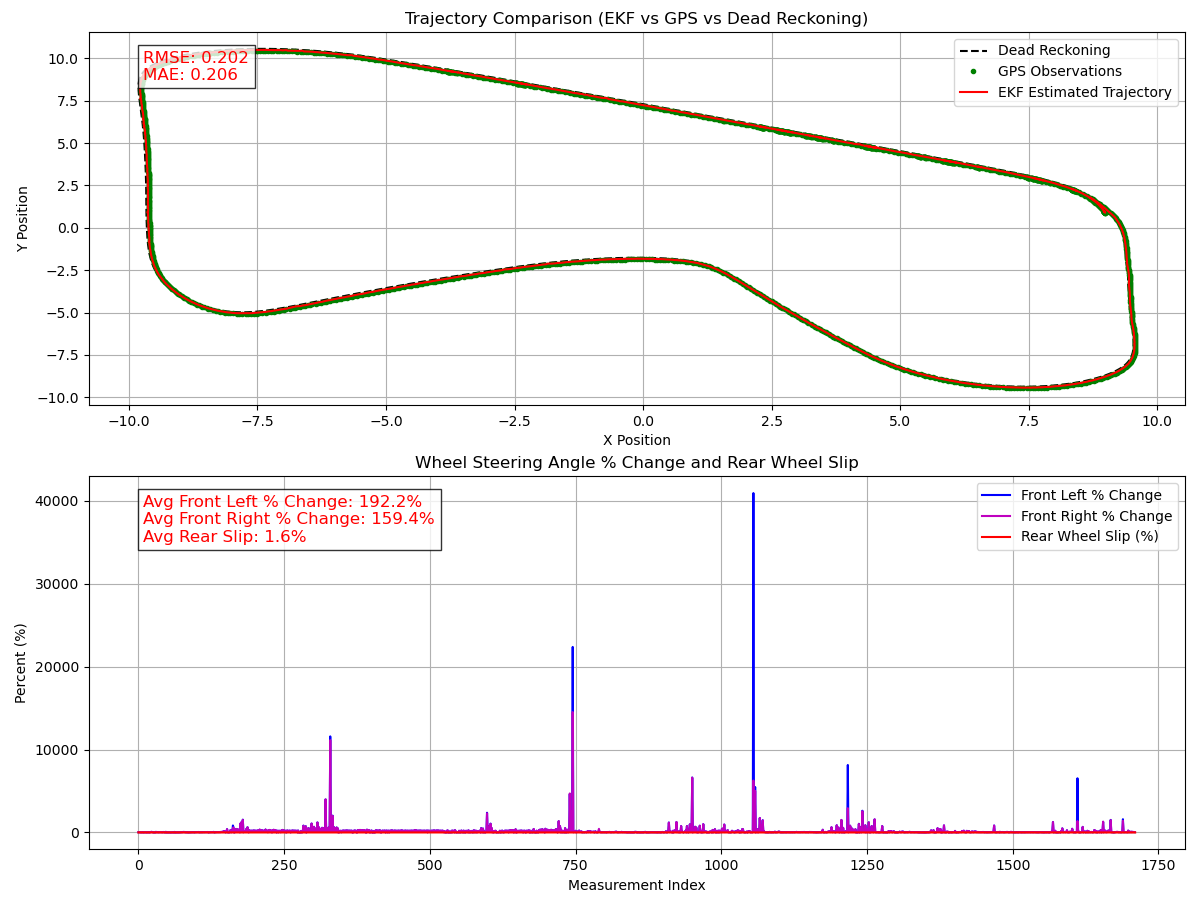 Trajectory Comparison (EKF vs GPS vs Dead Reckoning)
RMSE: 0.202
MAE: 0.206
Dead Reckoning
GPS Observations
EKF Estimated Trajectory
Y Position
10.0
7.5
5.0
2.5
0.0
−2.5
−5.0
−7.5
−10.0
−10.0 −7.5 −5.0 −2.5 0.0 2.5 5.0 7.5 10.0
X Position
Wheel Steering Angle % Change and Rear Wheel Slip
Avg Front Left % Change: 192.2%
Avg Front Right % Change: 159.4%
Avg Rear Slip: 1.6%
Front Left % Change
Front Right % Change
Rear Wheel Slip (%)
Percent (%)
40000
30000
20000
10000
0
0 250 500 750 1000 1250 1500 1750
Measurement Index